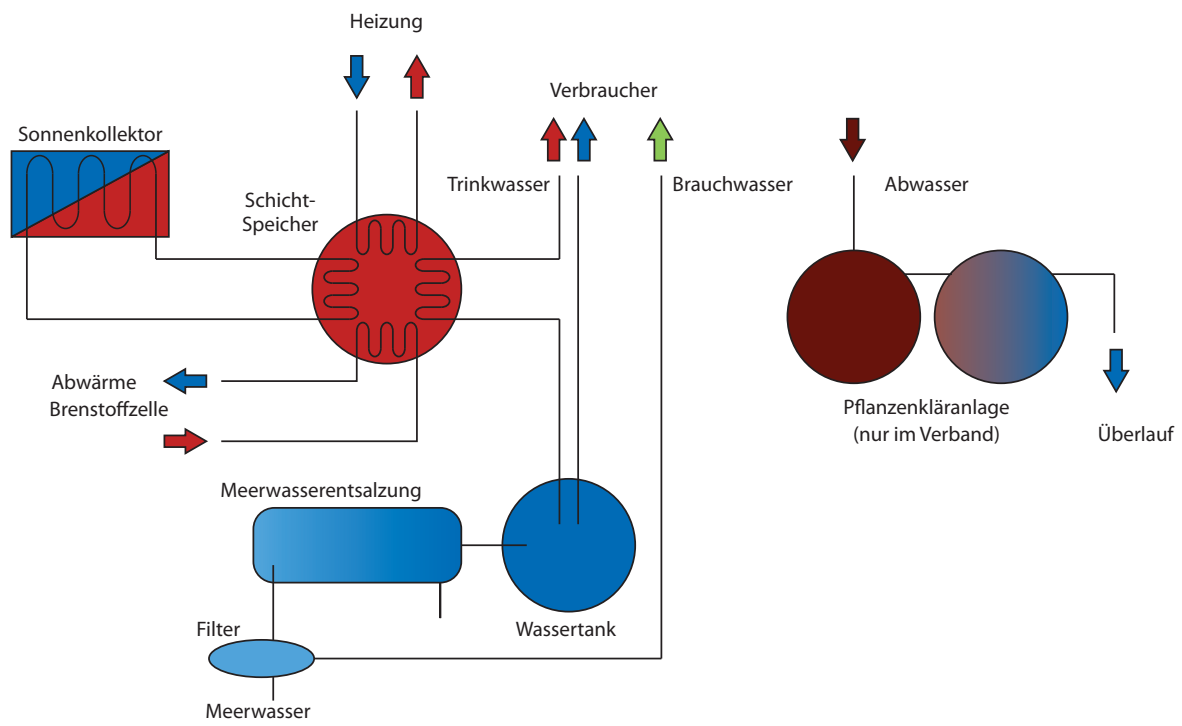 Heizung
Verbraucher
Sonnenkollektor
Trinkwasser
Brauchwasser
Abwasser
Schicht-
Speicher
Abwärme
Brenstoffzelle
Pflanzenkläranlage
(nur im Verband)
Überlauf
Meerwasserentsalzung
Filter
Wassertank
Meerwasser